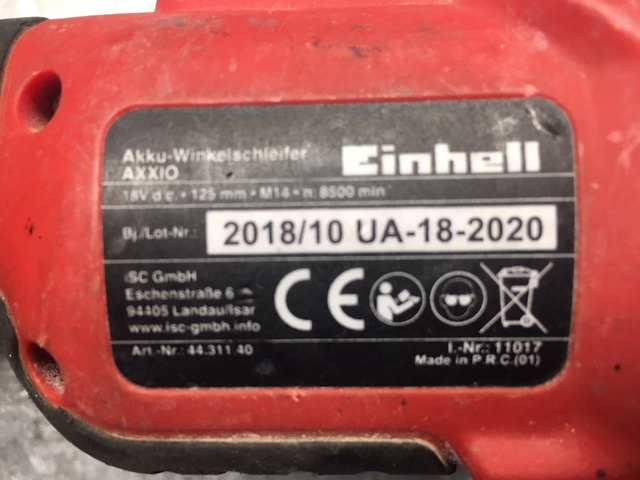 Akku-Winkelschleifer
AXXIO
Einhell
18V d.c. • 125 mm • M14 • n: 8500 min
Bj./Lot-Nr.: 2018/10 UA-18-2020
iSC GmbH
Eschenstraße 6
94405 Landau/Isar
www.isc-gmbh.info
CE
Art.-Nr.: 44.311.40
I.-Nr.: 11017
Made in P.R.C.(01)